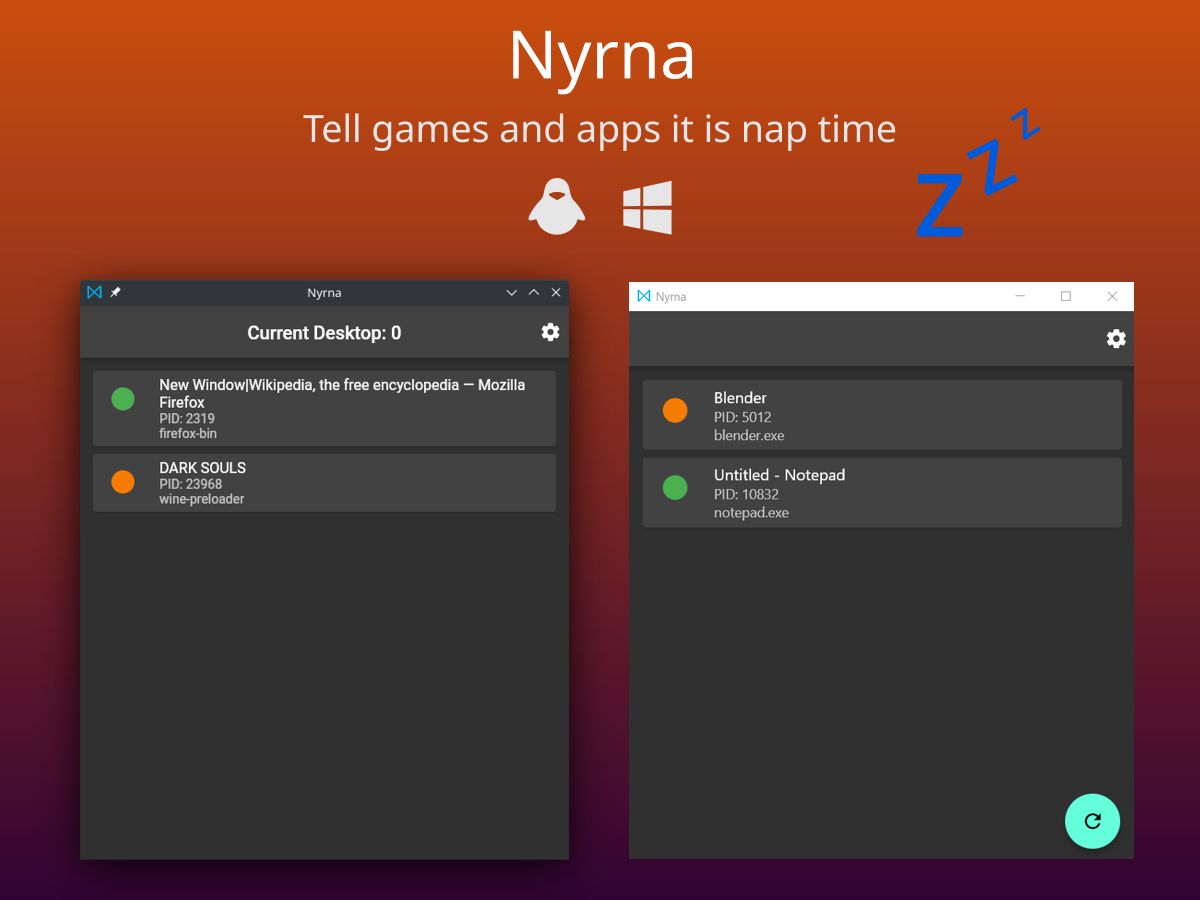 Nyrna
Tell games and apps it is nap time
z
Z
Z
Nyrna
Current Desktop: 0
New Window|Wikipedia, the free encyclopedia — Mozilla
Firefox
PID: 2319
firefox-bin
DARK SOULS
PID: 23968
wine-preloader
Nyrna
Blender
PID: 5012
blender.exe
Untitled - Notepad
PID: 10832
notepad.exe